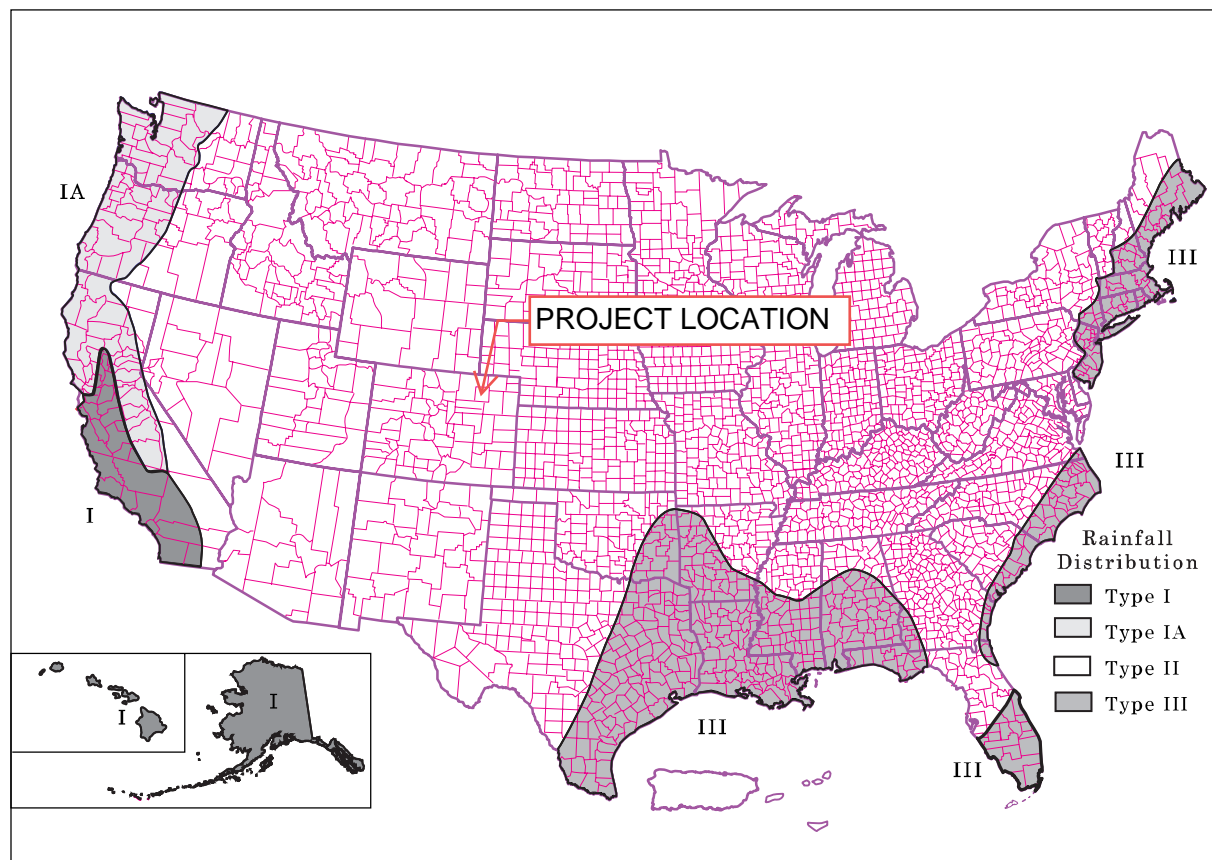 IA
III
PROJECT LOCATION
III
I
Rainfall
Distribution
Type I
Type IA
Type II
Type III
I
I
III
III